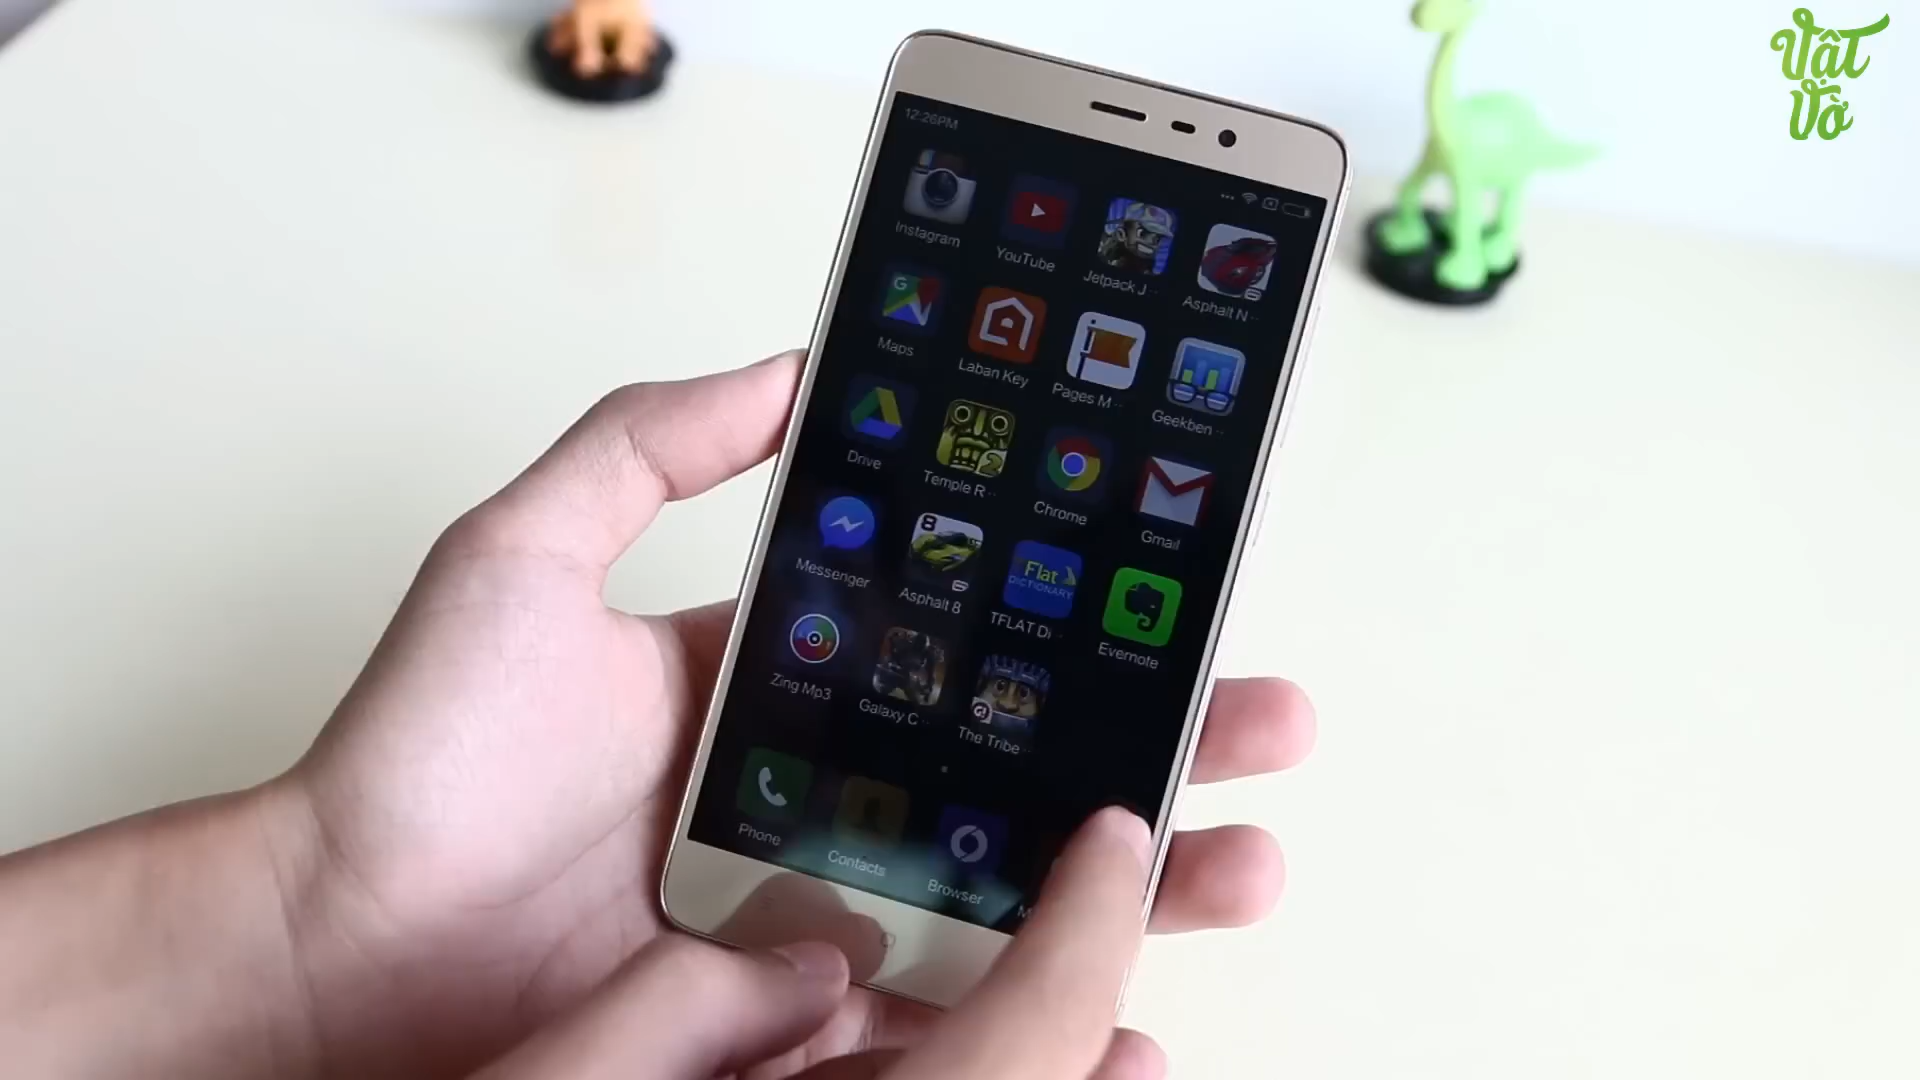 Vật
Vờ
12:26PM
Instagram
YouTube
Jetpack J ··
Asphalt N ··
Maps
Laban Key
Pages M ··
Geekben ··
Drive
Temple R ··
Chrome
Gmail
Messenger
8
Asphalt 8
Flat
DICTIONARY
TFLAT Di ··
Evernote
Zing Mp3
Galaxy C ··
The Tribe ··
Phone
Contacts
Browser